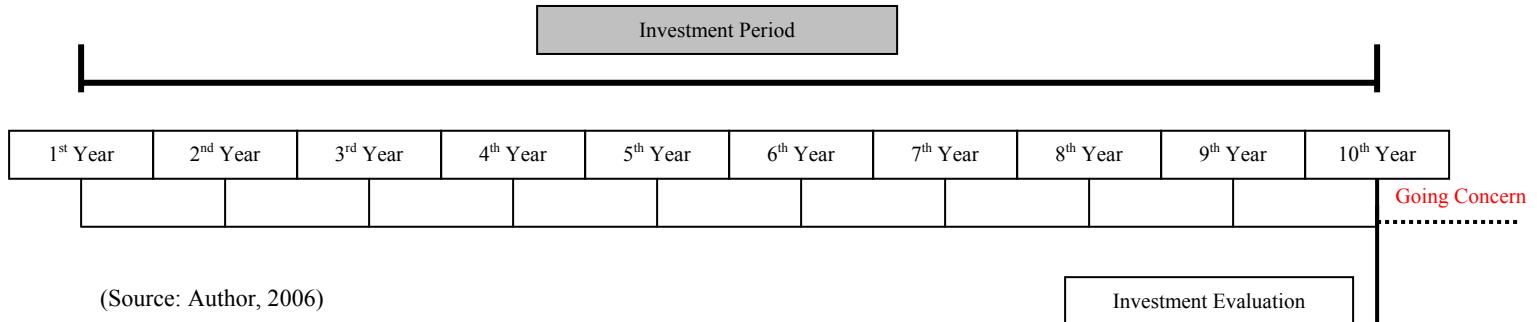 Investment Period
1st Year 2nd Year 3rd Year 4th Year 5th Year 6th Year 7th Year 8th Year 9th Year 10th Year
Going Concern
(Source: Author, 2006)
Investment Evaluation